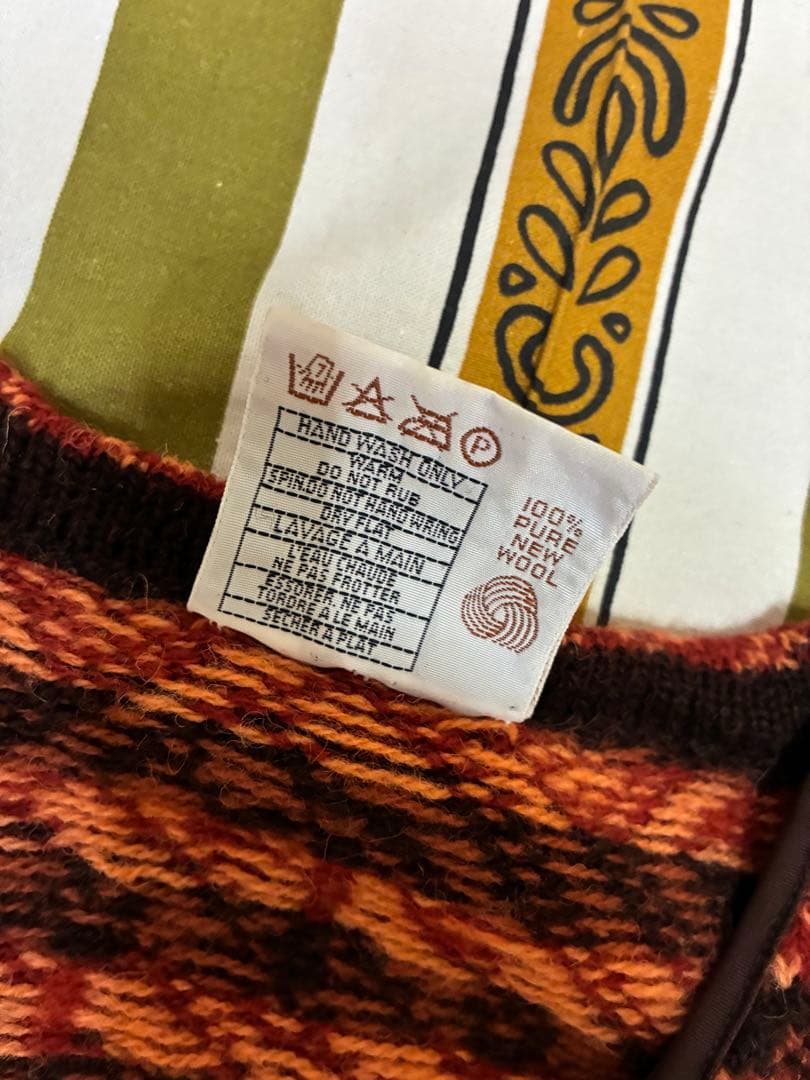 7
P
HAND WASH ONLY
WARM
DO NOT RUB
SPIN.DO NOT HAND WRING
DRY FLAT
LAVAGE A MAIN
L'EAU CHAUDE
NE PAS FROTTER
ESSORER NE PAS
TORDRE A LE MAIN
SECHER A PLAT
100%
PURE
NEW
WOOL